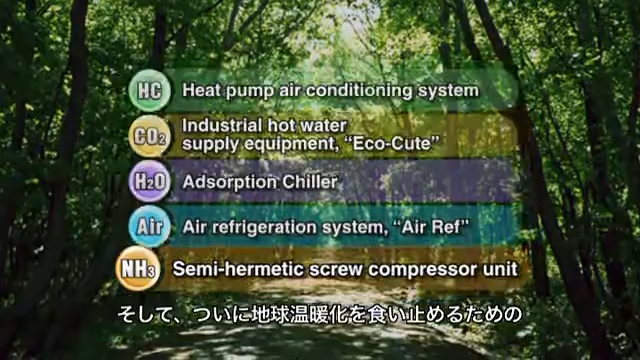 HC Heat pump air conditioning system
CO₂ Industrial hot water
supply equipment, “Eco-Cute”
H₂O Adsorption Chiller
Air Air refrigeration system, “Air Ref”
NH₃ Semi-hermetic screw compressor unit
そして、ついに地球温暖化を食い止めるための